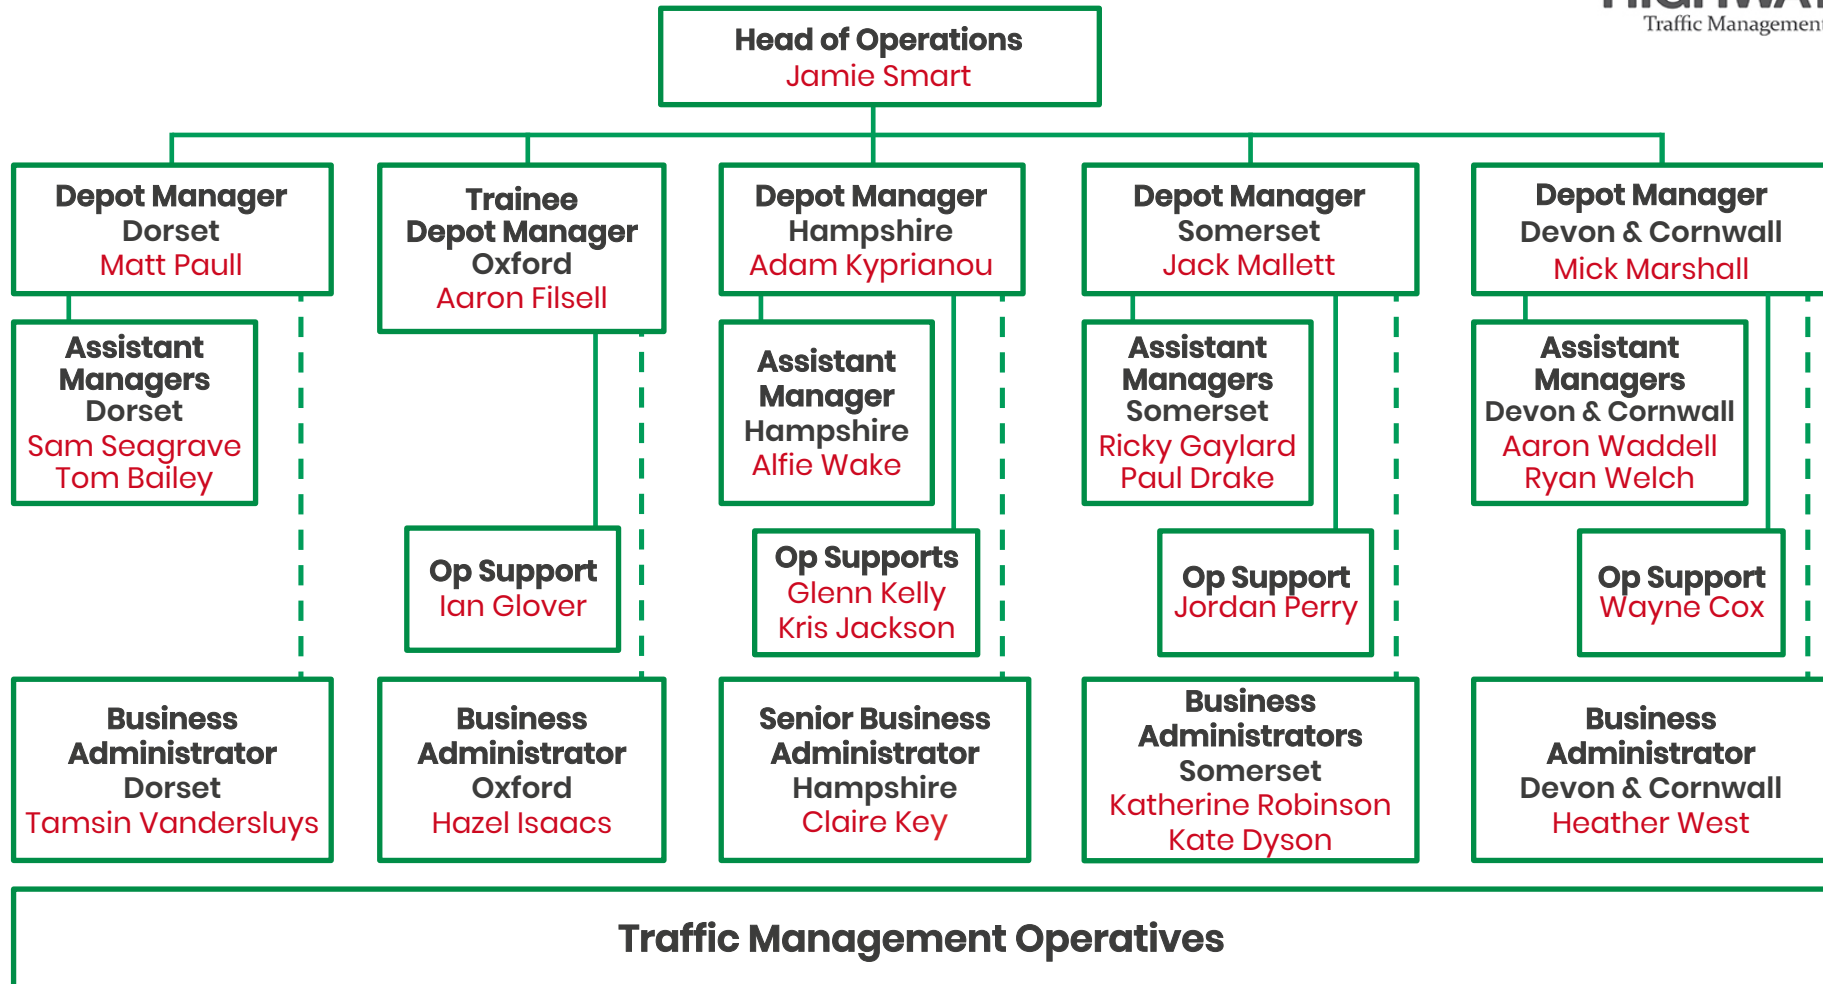 Traffic Management
Head of Operations
Jamie Smart
Depot Manager
Dorset
Matt Paull
Trainee
Depot Manager
Oxford
Aaron Filsell
Depot Manager
Hampshire
Adam Kyprianou
Depot Manager
Somerset
Jack Mallett
Depot Manager
Devon & Cornwall
Mick Marshall
Assistant
Managers
Dorset
Sam Seagrave
Tom Bailey
Assistant
Manager
Hampshire
Alfie Wake
Assistant
Managers
Somerset
Ricky Gaylard
Paul Drake
Assistant
Managers
Devon & Cornwall
Aaron Waddell
Ryan Welch
Op Support
Ian Glover
Op Supports
Glenn Kelly
Kris Jackson
Op Support
Jordan Perry
Op Support
Wayne Cox
Business
Administrator
Dorset
Tamsin Vandersluys
Business
Administrator
Oxford
Hazel Isaacs
Senior Business
Administrator
Hampshire
Claire Key
Business
Administrators
Somerset
Katherine Robinson
Kate Dyson
Business
Administrator
Devon & Cornwall
Heather West
Traffic Management Operatives